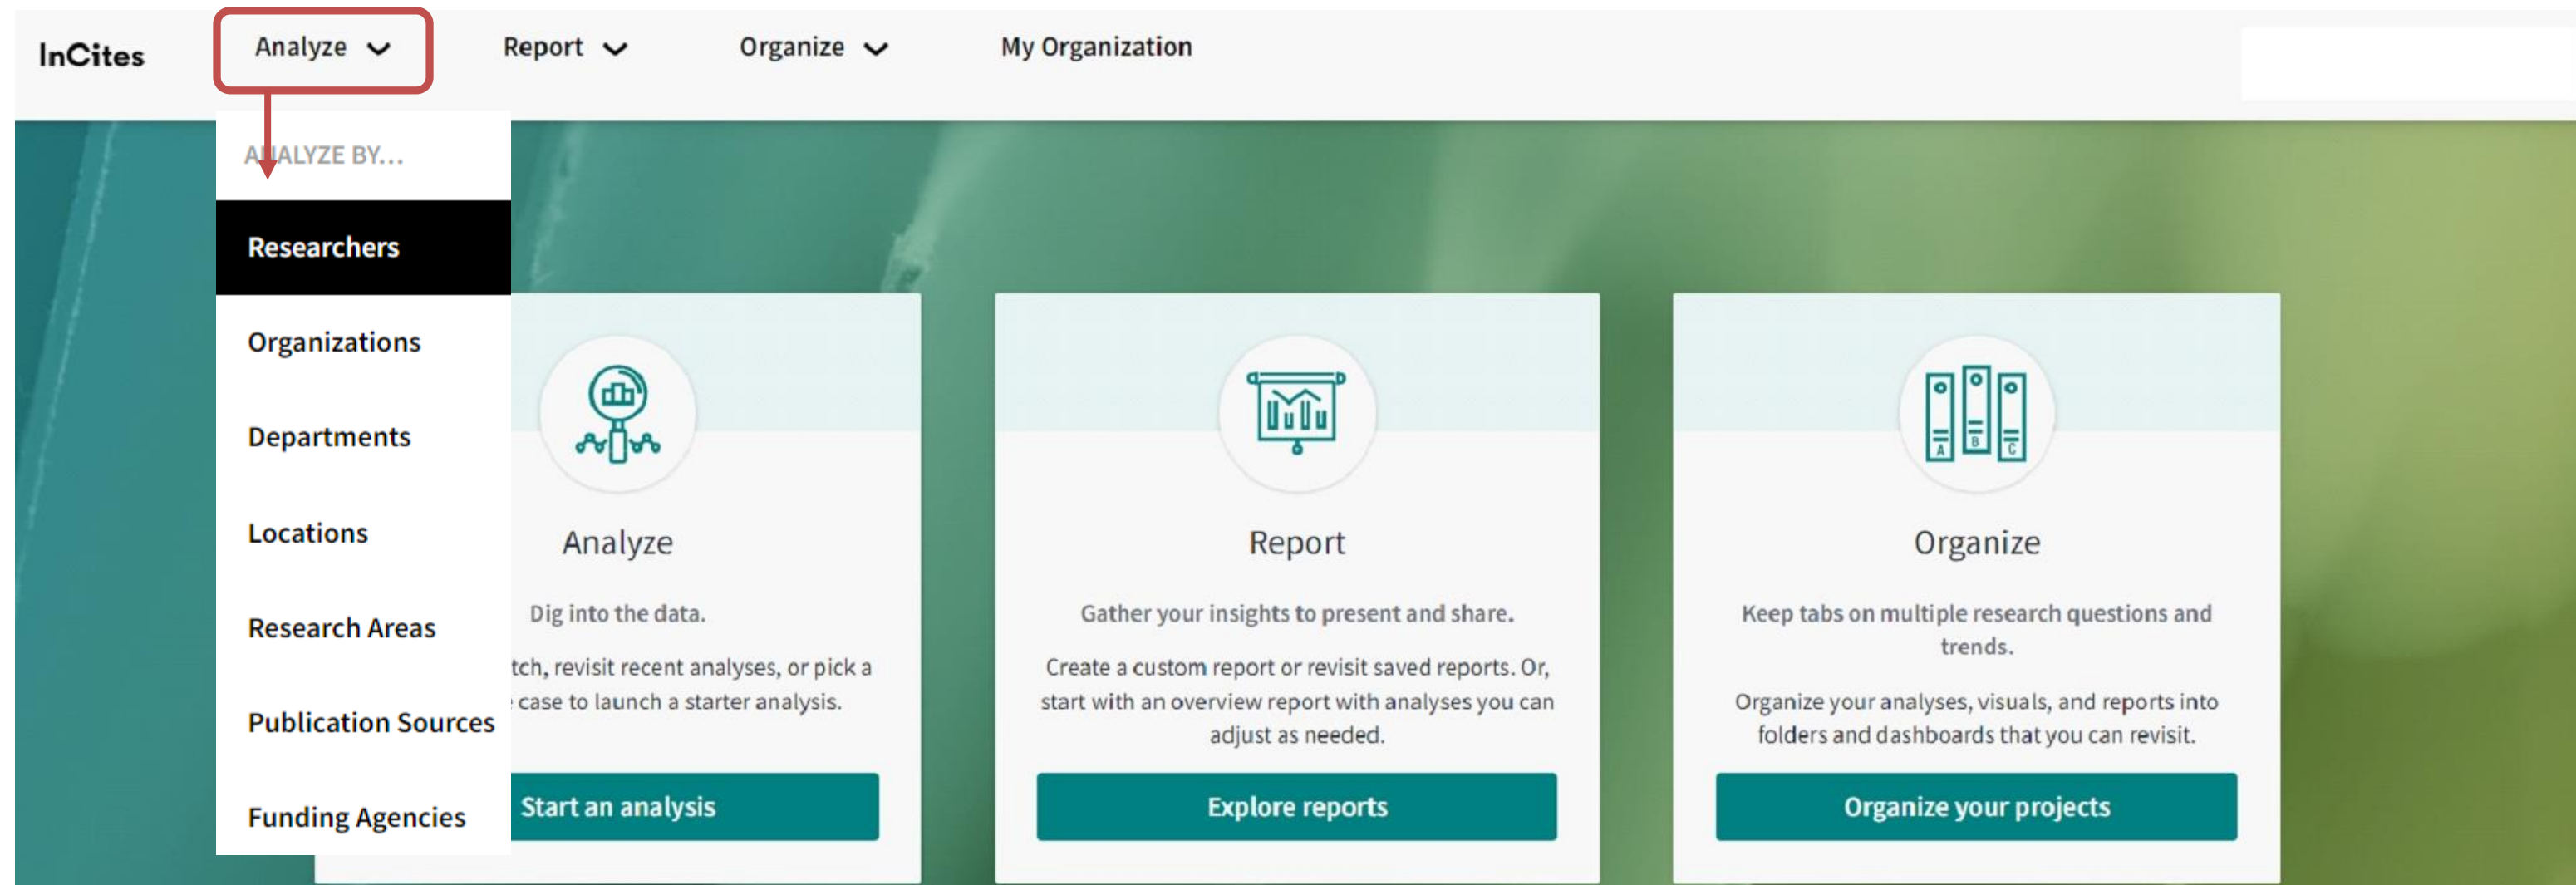 InCites
Analyze
Report
Organize
My Organization
ANALYZE BY...
Researchers
Organizations
Departments
Locations
Research Areas
Publication Sources
Funding Agencies
Analyze
Dig into the data.
revisit recent analyses, or pick a
case to launch a starter analysis.
Start an analysis
Report
Gather your insights to present and share.
Create a custom report or revisit saved reports. Or,
start with an overview report with analyses you can
adjust as needed.
Explore reports
A
B
C
Organize
Keep tabs on multiple research questions and
trends.
Organize your analyses, visuals, and reports into
folders and dashboards that you can revisit.
Organize your projects